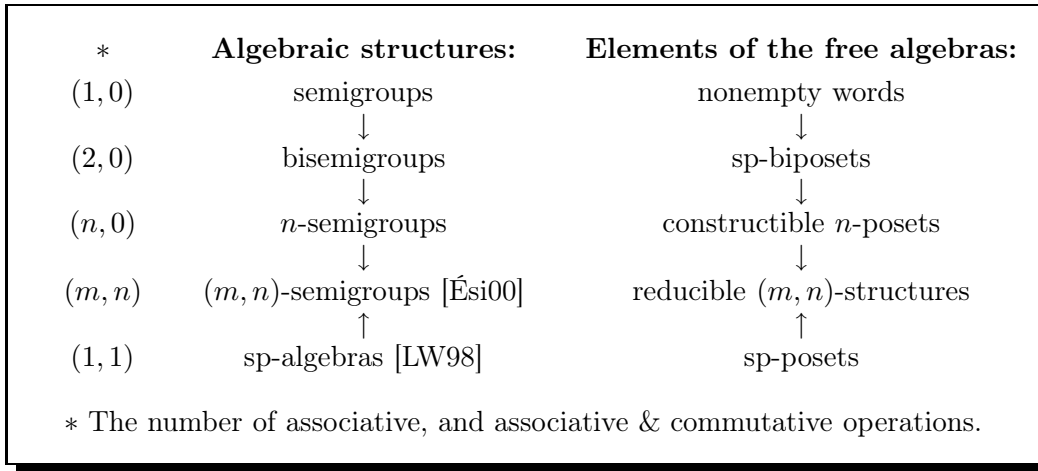 ∗ Algebraic structures: Elements of the free algebras:
(1, 0) semigroups nonempty words
↓ ↓
(2, 0) bisemigroups sp-biposets
↓ ↓
(n, 0) n-semigroups constructible n-posets
↓ ↓
(m, n) (m, n)-semigroups [Ési00] reducible (m, n)-structures
↑ ↑
(1, 1) sp-algebras [LW98] sp-posets
∗ The number of associative, and associative & commutative operations.